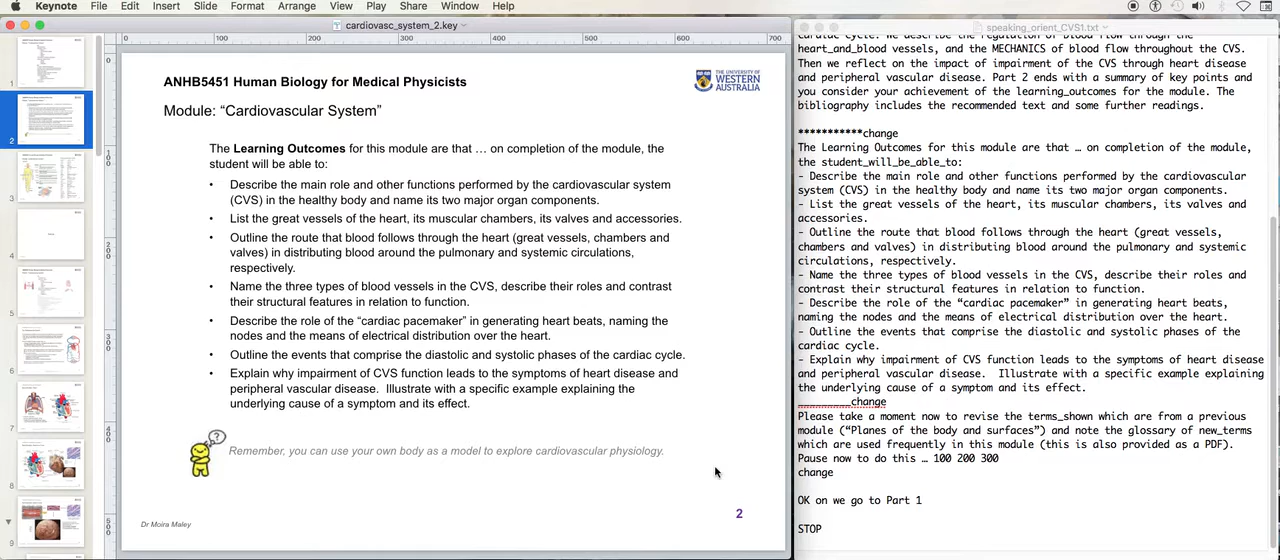 Keynote File Edit Insert Slide Format Arrange View Play Share Window Help
cardiovasc_system_2.key
speaking_orient_CVS1.txt
0 100 200 300 400 500 600 700
ANHB5451 Human Biology for Medical Physicists
THE UNIVERSITY OF
WESTERN
AUSTRALIA
Module "Cardiovascular System"
The Learning Outcomes for this module are that … on completion of the module, the
student will be able to:
Describe the main role and other functions performed by the cardiovascular system
(CVS) in the healthy body and name its two major organ components.
• List the great vessels of the heart, its muscular chambers, its valves and accessories.
• Outline the route that blood follows through the heart (great vessels, chambers and
valves) in distributing blood around the pulmonary and systemic circulations,
respectively.
Name the three types of blood vessels in the CVS, describe their roles and contrast
their structural features in relation to function.
• Describe the role of the “cardiac pacemaker” in generating heart beats, naming the
nodes and the means of electrical distribution over the heart.
Outline the events that comprise the diastolic and systolic phases of the cardiac cycle.
• Explain why impairment of CVS function leads to the symptoms of heart disease and
peripheral vascular disease. Illustrate with a specific example explaining the
underlying cause of a symptom and its effect.
?
Remember, you can use your own body as a model to explore cardiovascular physiology.
2
Dr Moira Maley
1
2
3
4
5
6
7
8
9
heart_and_blood vessels, and the MECHANICS of blood flow throughout the CVS.
Then we reflect on the impact of impairment of the CVS through heart disease
and peripheral vascular disease. Part 2 ends with a summary of key points and
you consider your achievement of the learning_outcomes for the module. The
bibliography includes the recommended text and some further readings.
**********change
The Learning Outcomes for this module are that … on completion of the module,
the student_will_be_able_to:
- Describe the main role and other functions performed by the cardiovascular
system (CVS) in the healthy body and name its two major organ components.
- List the great vessels of the heart, its muscular chambers, its valves and
accessories.
- Outline the route that blood follows through the heart (great vessels,
chambers and valves) in distributing blood around the pulmonary and systemic
circulations, respectively.
- Name the three types of blood vessels in the CVS, describe their roles and
contrast their structural features in relation to function.
- Describe the role of the “cardiac pacemaker” in generating heart beats,
naming the nodes and the means of electrical distribution over the heart.
- Outline the events that comprise the diastolic and systolic phases of the
cardiac cycle.
- Explain why impairment of CVS function leads to the symptoms of heart disease
and peripheral vascular disease. Illustrate with a specific example explaining
the underlying cause of a symptom and its effect.
__________change
Please take a moment now to revise the terms_shown which are from a previous
module (“Planes of the body and surfaces”) and note the glossary of new_terms
which are used frequently in this module (this is also provided as a PDF).
Pause now to do this … 100 200 300
change
OK on we go to Part 1
STOP